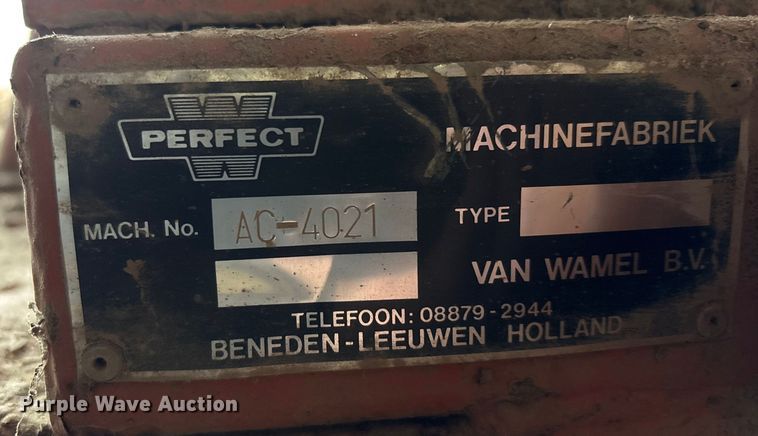 W
PERFECT
W
MACHINEFABRIEK
MACH. No. AC-4021 TYPE
VAN WAMEL B.V.
TELEFOON: 08879-2944
BENEDEN-LEEUWEN HOLLAND
Purple Wave Auction